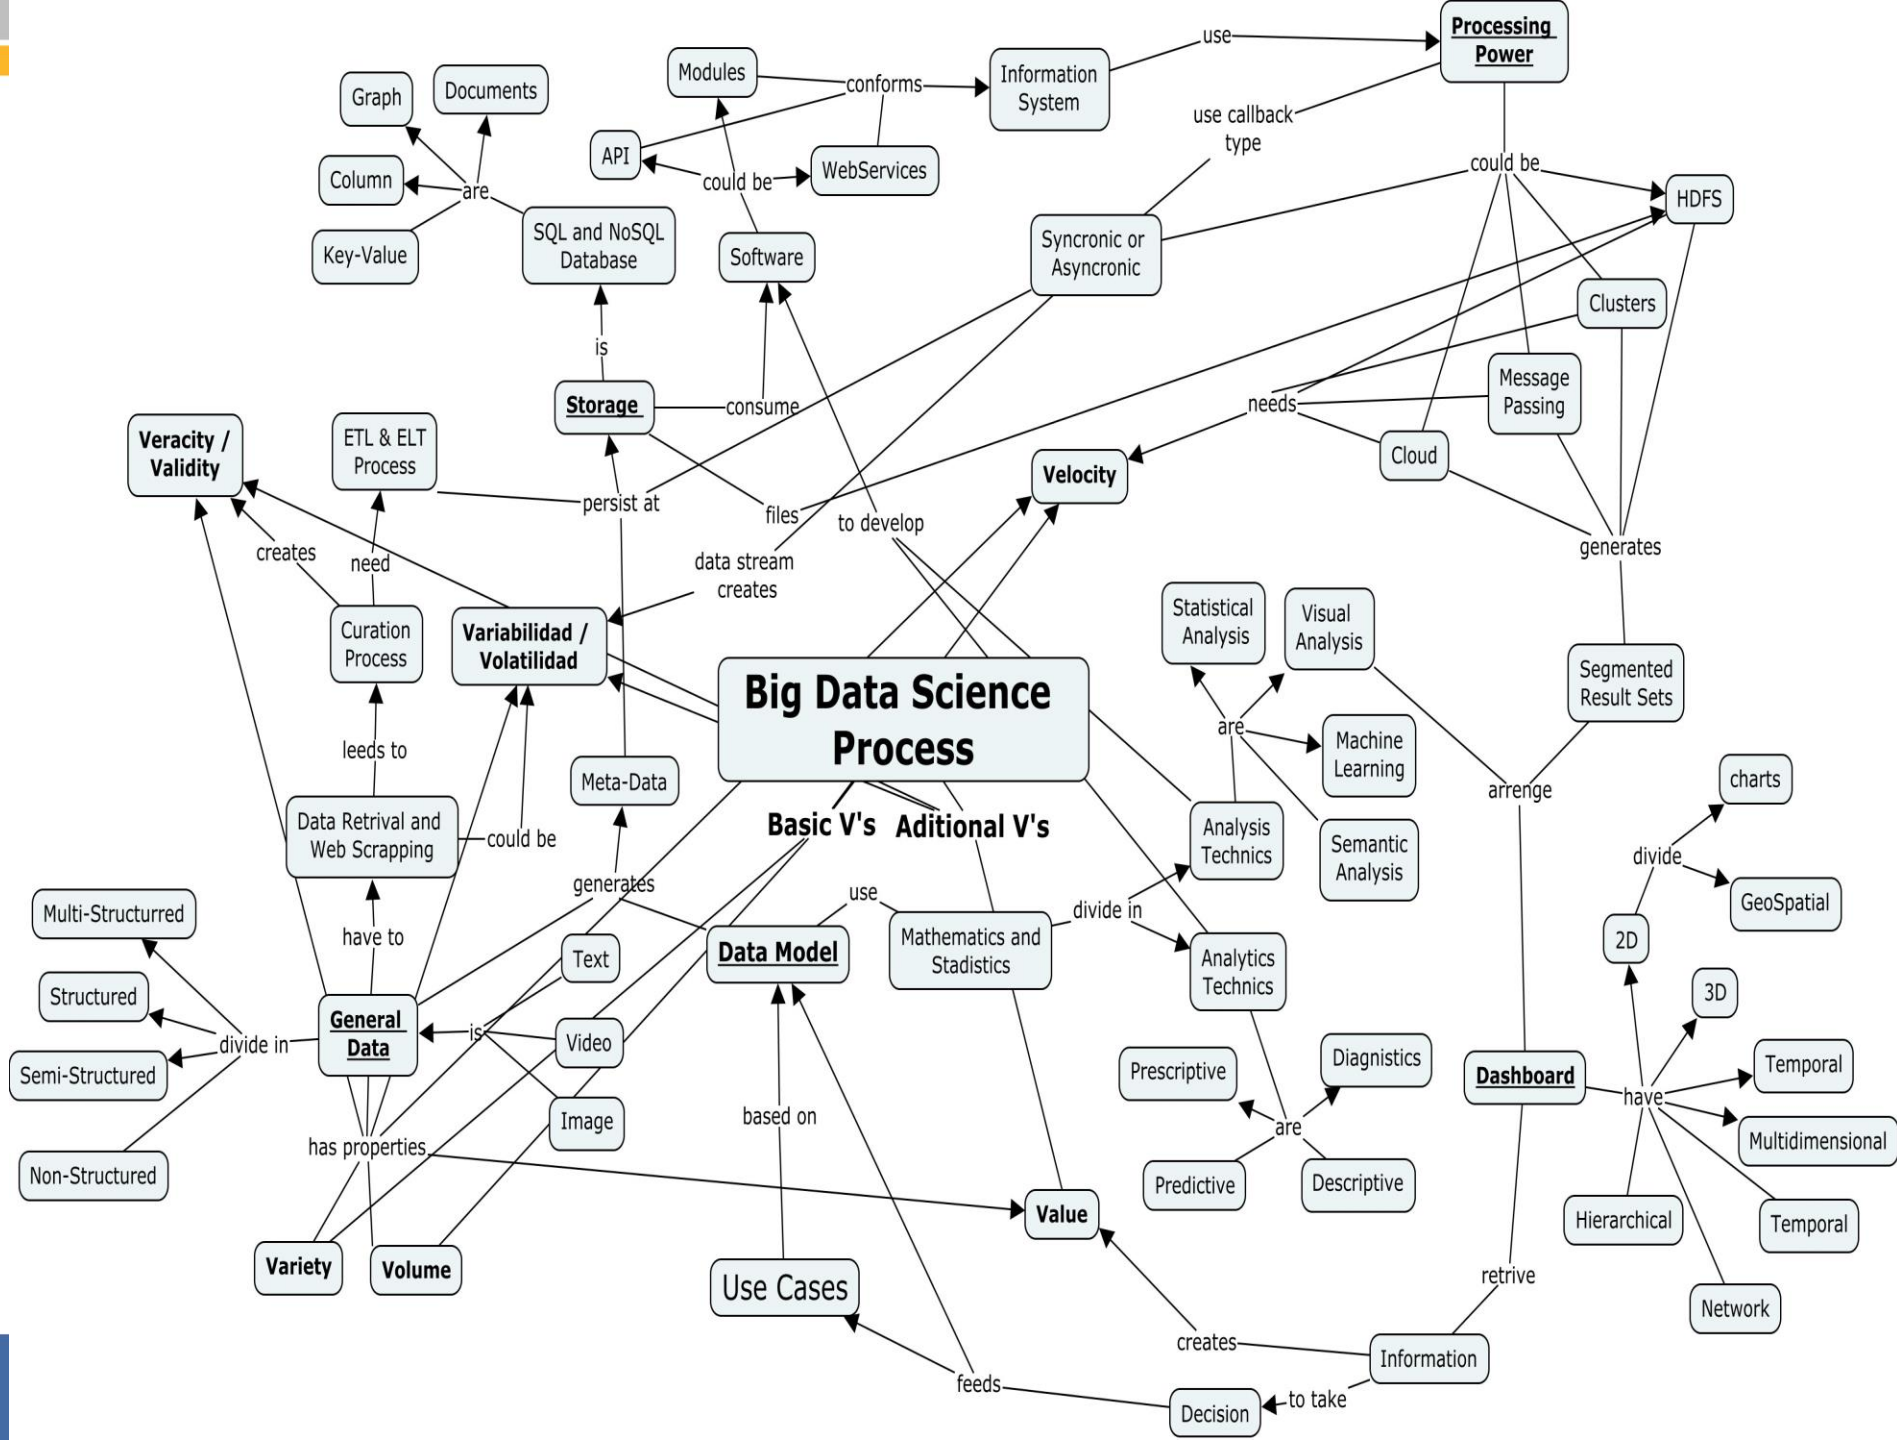 Processing
Power
use
Modules
conforms
Information
System
Graph
Documents
use callback
type
API
WebServices
could be
could be
Column
are
HDFS
Key-Value
SQL and NoSQL
Database
Software
Syncronic or
Asyncronic
Clusters
is
Message
Passing
Storage
consume
needs
Veracity /
Validity
ETL & ELT
Process
Cloud
Velocity
persist at
files
to develop
creates
need
data stream
creates
generates
Statistical
Analysis
Visual
Analysis
Curation
Process
Variabilidad /
Volatilidad
Segmented
Result Sets
Big Data Science
Process
are
Machine
Learning
leeds to
Meta-Data
arrenge
charts
Data Retrival and
Web Scrapping
could be
Basic V's
Aditional V's
Analysis
Technics
Semantic
Analysis
divide
generates
use
GeoSpatial
Multi-Structurred
have to
Text
Data Model
Mathematics and
Stadistics
divide in
Analytics
Technics
2D
Structured
3D
General
Data
is
Video
divide in
Semi-Structured
Prescriptive
Diagnistics
Dashboard
Temporal
have
Image
based on
are
Multidimensional
has properties
Non-Structured
Predictive
Descriptive
Value
Hierarchical
Temporal
Variety
Volume
Use Cases
retrive
Network
creates
Information
feeds
to take
Decision